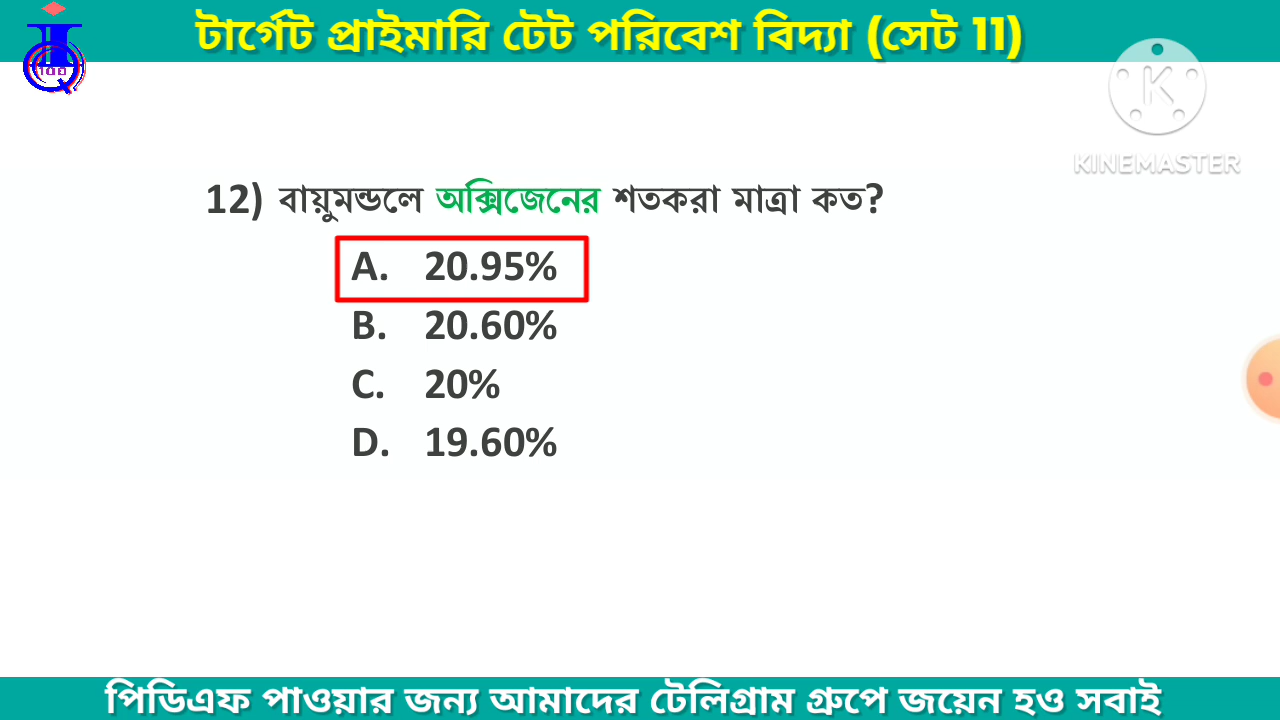 টার্গেট প্রাইমারি টেট পরিবেশ বিদ্যা (সেট 11)
100
KINEMASTER
12) বায়ুমন্ডলে অক্সিজেনের শতকরা মাত্রা কত?
A. 20.95%
B. 20.60%
C. 20%
D. 19.60%
পিডিএফ পাওয়ার জন্য আমাদের টেলিগ্রাম গ্রুপে জয়েন হও সবাই